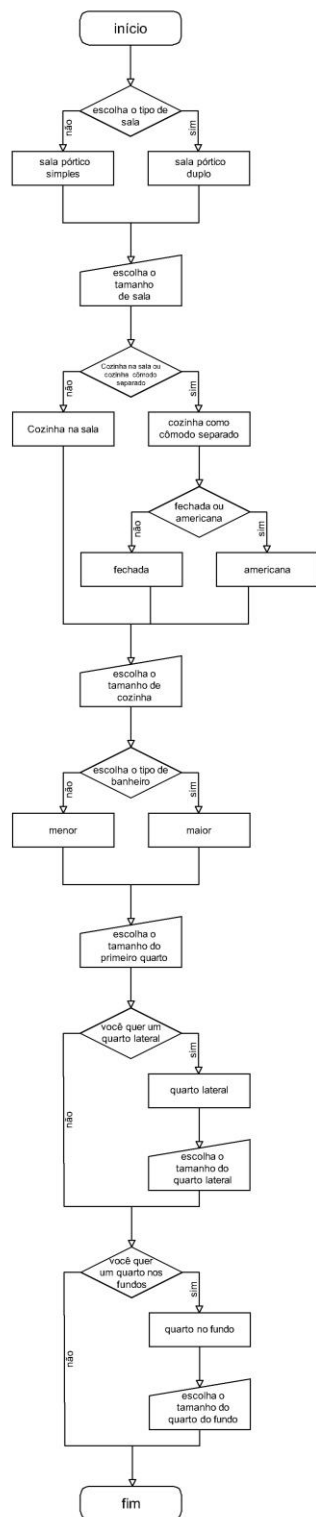 início
escolha o tipo de
sala
não
sim
sala pórtico
simples
sala pórtico
duplo
escolha o
tamanho
de sala
Cozinha na sala ou
cozinha cômodo
separado
não
sim
Cozinha na sala
cozinha como
cômodo separado
fechada ou
americana
não
sim
fechada
americana
escolha o
tamanho de
cozinha
escolha o tipo de
banheiro
não
sim
menor
maior
escolha o
tamanho do
primeiro quarto
você quer um
quarto lateral
sim
não
quarto lateral
escolha o
tamanho do
quarto lateral
você quer
um quarto nos
fundos
sim
não
quarto no fundo
escolha o
tamanho do
quarto do fundo
fim